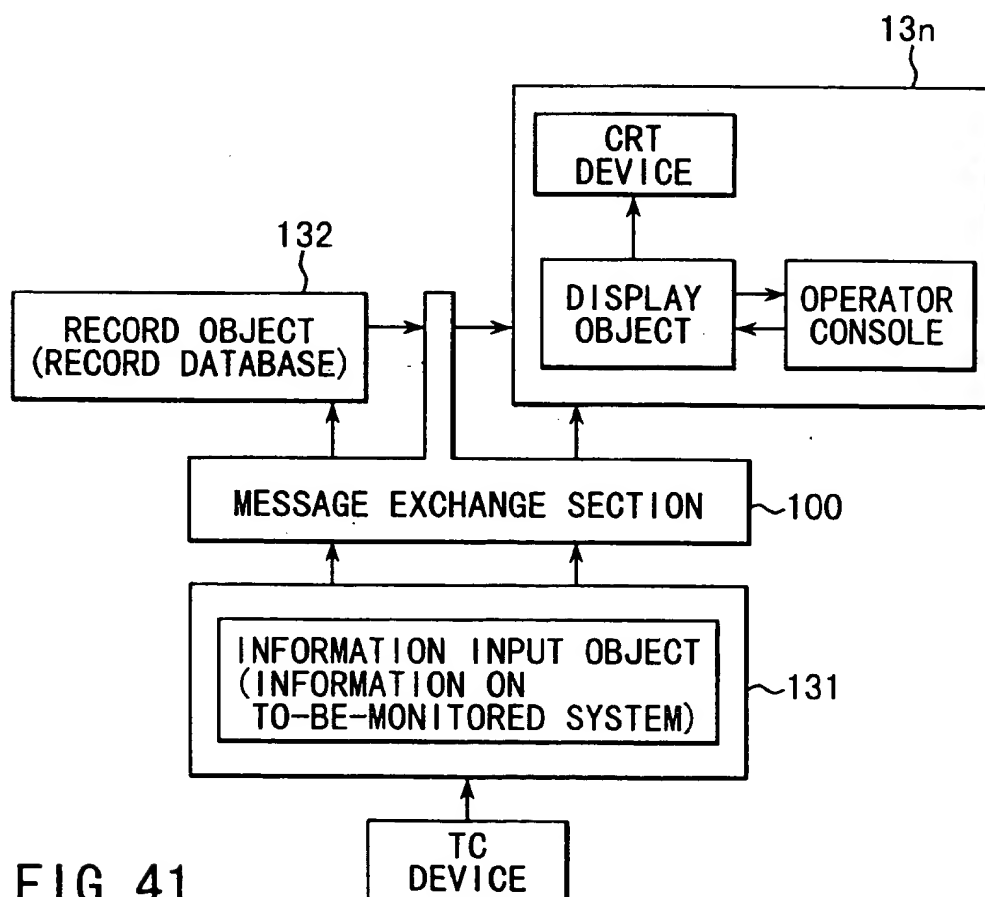 13n
CRT
DEVICE
132
RECORD OBJECT
(RECORD DATABASE)
DISPLAY
OBJECT
OPERATOR
CONSOLE
MESSAGE EXCHANGE SECTION
100
INFORMATION INPUT OBJECT
(INFORMATION ON
TO-BE-MONITORED SYSTEM)
131
TC
DEVICE
FIG. 41